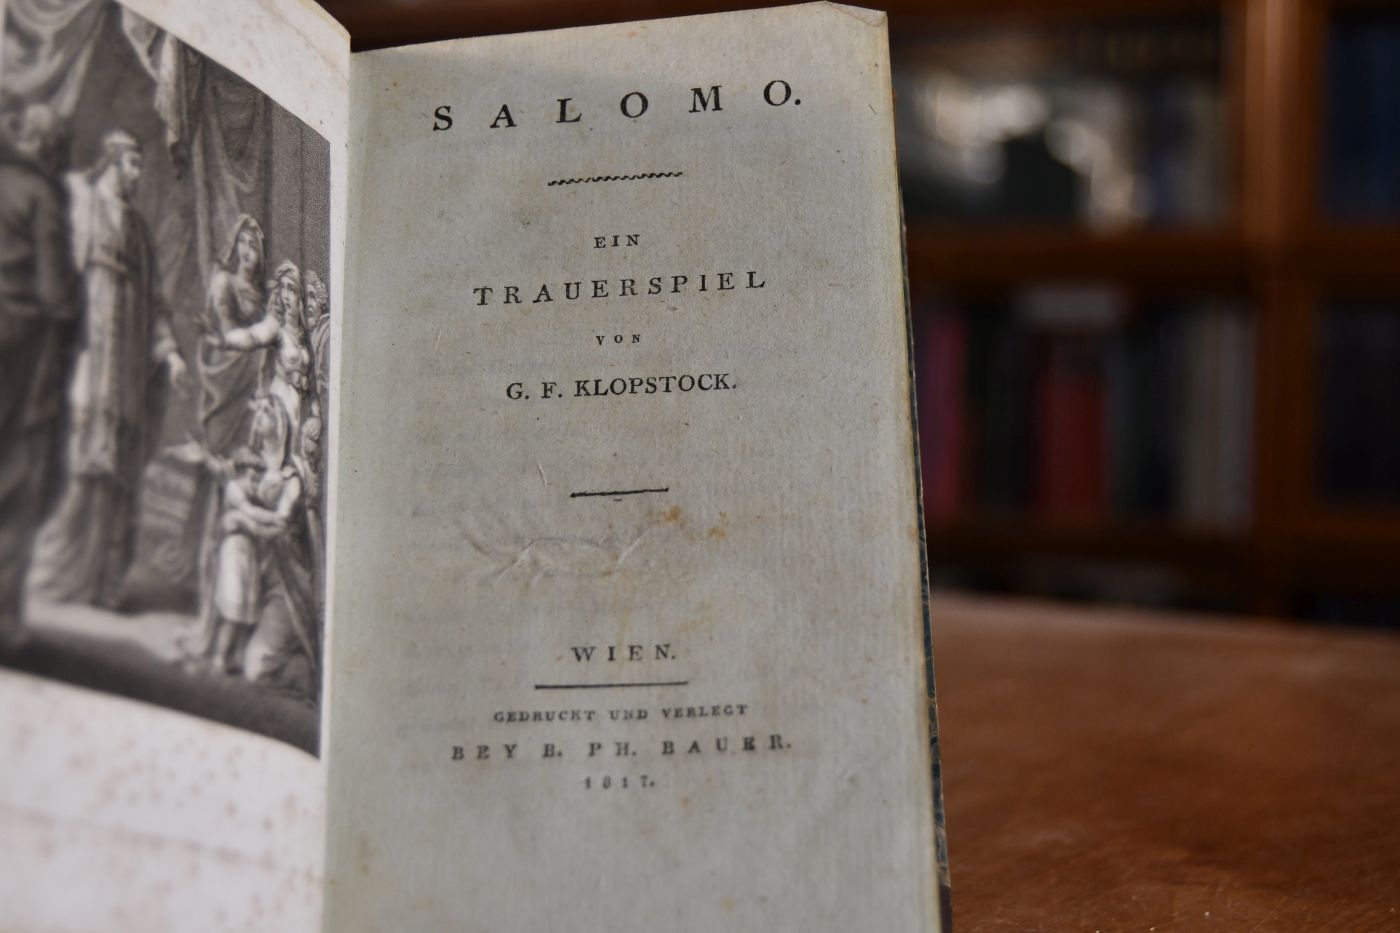 SALOMO.
EIN
TRAUERSPIEL
VON
G. F. KLOPSTOCK.
WIEN.
GEDRUCKT UND VERLEGT
BEY B. PH. BAUER.
1817.